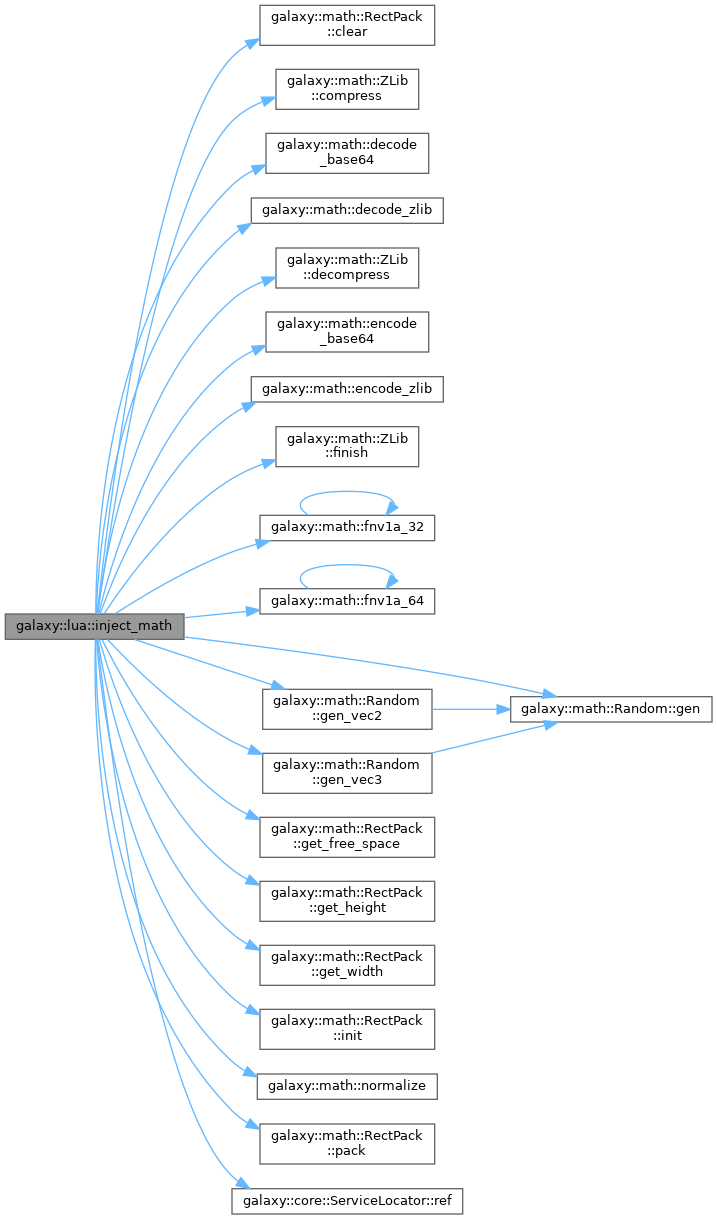 galaxy::math::RectPack
::clear
galaxy::math::ZLib
::compress
galaxy::math::decode
_base64
galaxy::math::decode_zlib
galaxy::math::ZLib
::decompress
galaxy::math::encode
_base64
galaxy::math::encode_zlib
galaxy::math::ZLib
::finish
galaxy::math::fnv1a_32
galaxy::math::fnv1a_64
galaxy::lua::inject_math
galaxy::math::Random
::gen_vec2
galaxy::math::Random::gen
galaxy::math::Random
::gen_vec3
galaxy::math::RectPack
::get_free_space
galaxy::math::RectPack
::get_height
galaxy::math::RectPack
::get_width
galaxy::math::RectPack
::init
galaxy::math::normalize
galaxy::math::RectPack
::pack
galaxy::core::ServiceLocator::ref